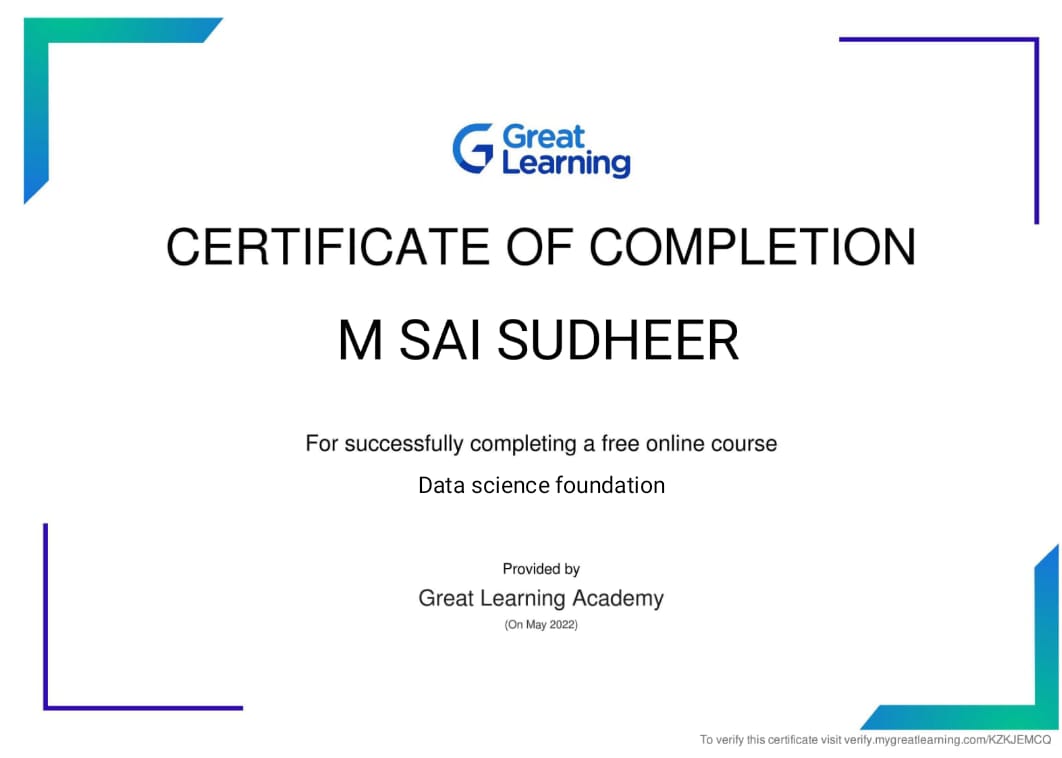 Great
Learning
CERTIFICATE OF COMPLETION
M SAI SUDHEER
For successfully completing a free online course
Data science foundation
Provided by
Great Learning Academy
(On May 2022)
To verify this certificate visit verify.mygreatlearning.com/KZKJEMCQ